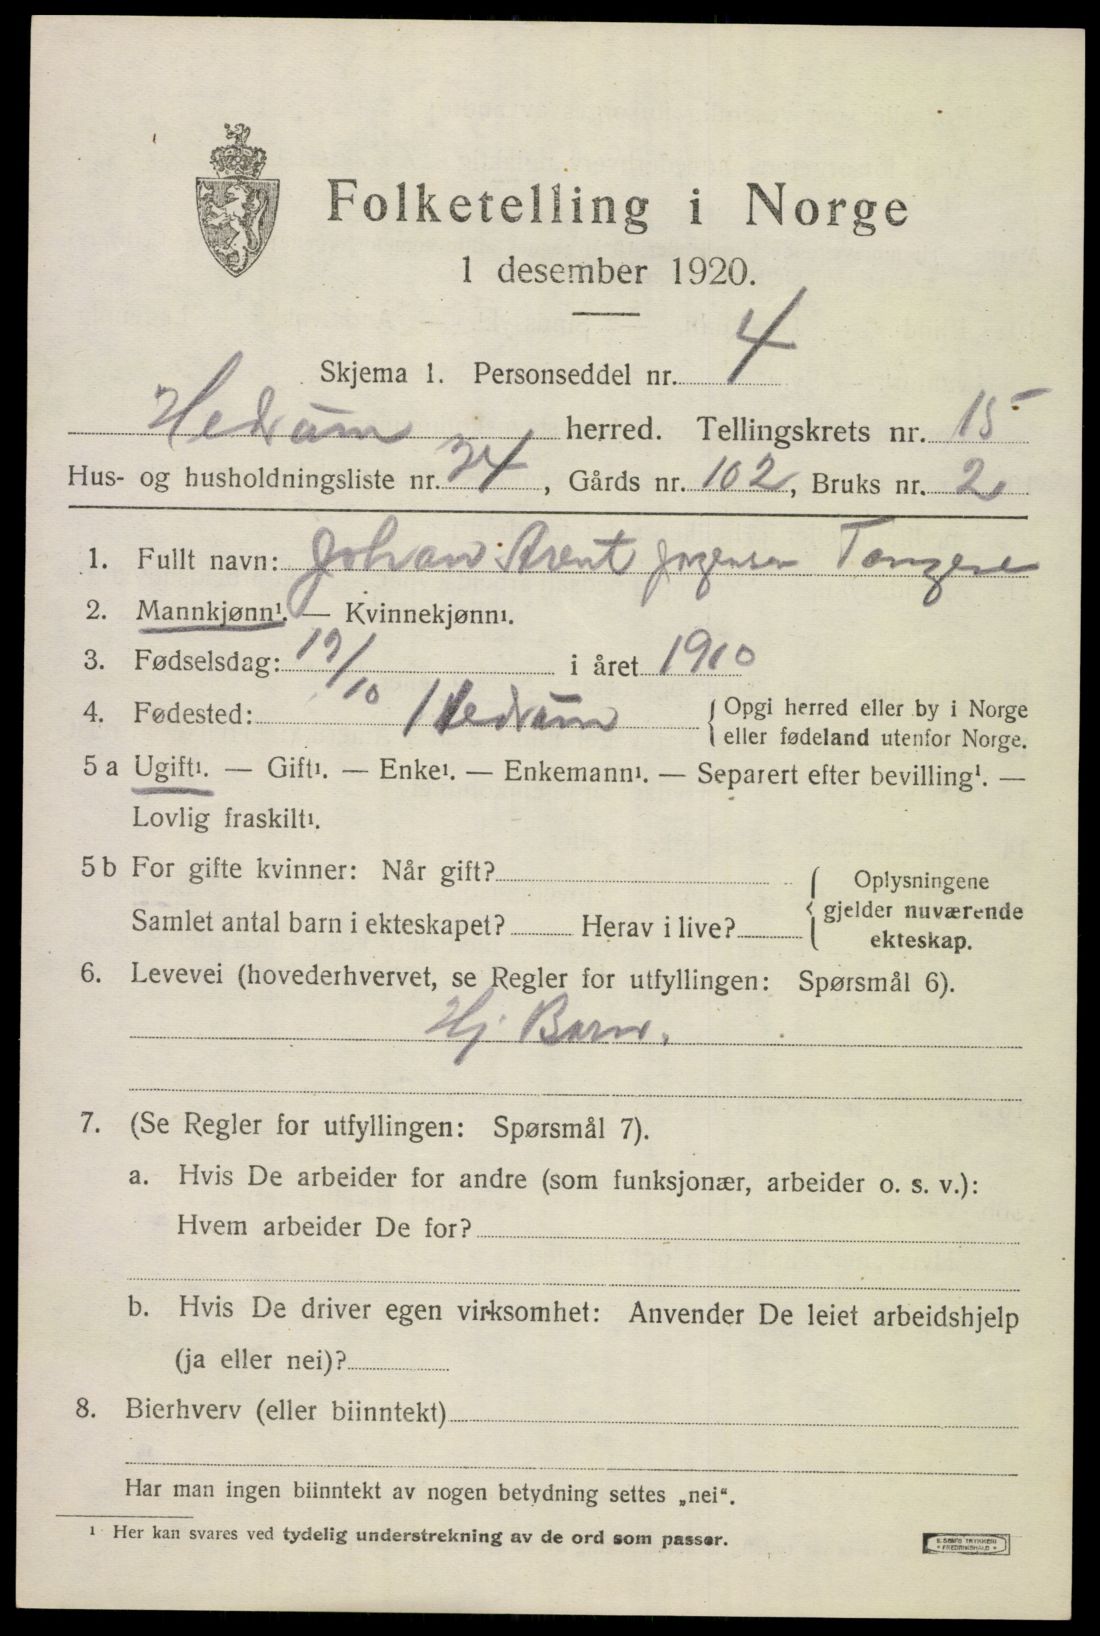 Folketelling i Norge
1 desember 1920.
Skjema 1. Personseddel nr. 4
Hedrum herred. Tellingskrets nr. 15
Hus- og husholdningsliste nr. 34, Gårds nr. 102, Bruks nr. 2
1. Fullt navn: Johan Arent Jørgensen
2. Mannkjønn¹. — Kvinnekjønn¹.
3. Fødselsdag: 19/10 i året 1910
4. Fødested: Hedrum { Opgi herred eller by i Norge
eller fødeland utenfor Norge.
5 a Ugift¹. — Gift¹. — Enke¹. — Enkemann¹. — Separert efter bevilling¹. —
Lovlig fraskilt¹.
5 b For gifte kvinner: Når gift? { Oplysningene
gjelder nuværende
Samlet antal barn i ekteskapet? Herav i live?
ekteskap.
6. Levevei (hovederhvervet, se Regler for utfyllingen: Spørsmål 6).
Hj. Barn.
7. (Se Regler for utfyllingen: Spørsmål 7).
a. Hvis De arbeider for andre (som funksjonær, arbeider o. s. v.):
Hvem arbeider De for?
b. Hvis De driver egen virksomhet: Anvender De leiet arbeidshjelp
(ja eller nei)?
8. Bierhverv (eller biinntekt)
Har man ingen biinntekt av nogen betydning settes „nei“.
¹ Her kan svares ved tydelig understrekning av de ord som passer.
E. SEMS TRYKKERI
• FREDRIKSHALD •